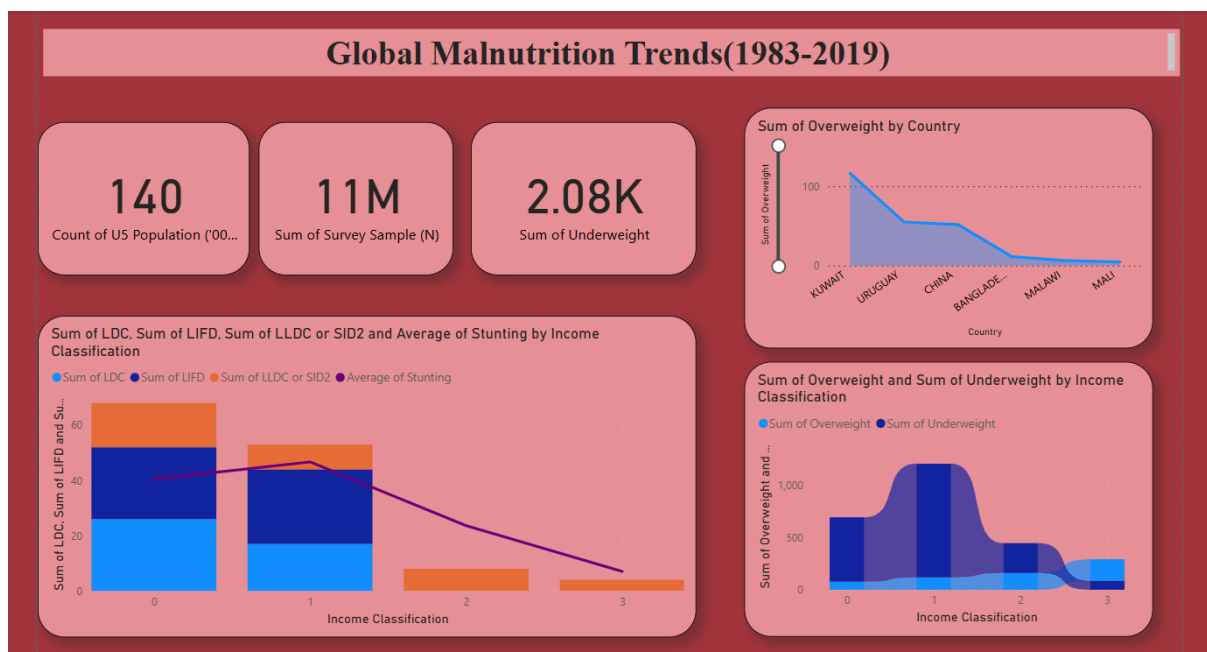 Global Malnutrition Trends(1983-2019)
140
Count of U5 Population ('00...
11M
Sum of Survey Sample (N)
2.08K
Sum of Underweight
Sum of Overweight by Country
Sum of Overweight
100
0
KUWAIT
URUGUAY
CHINA
BANGLADE...
MALAWI
MALI
Country
Sum of LDC, Sum of LIFD, Sum of LLDC or SID2 and Average of Stunting by Income
Classification
Sum of LDC Sum of LIFD Sum of LLDC or SID2 Average of Stunting
Sum of LDC, Sum of LIFD and Su...
60
40
20
0
0 1 2 3
Income Classification
Sum of Overweight and Sum of Underweight by Income
Classification
Sum of Overweight Sum of Underweight
Sum of Overweight and ...
1,000
500
0
0 1 2 3
Income Classification